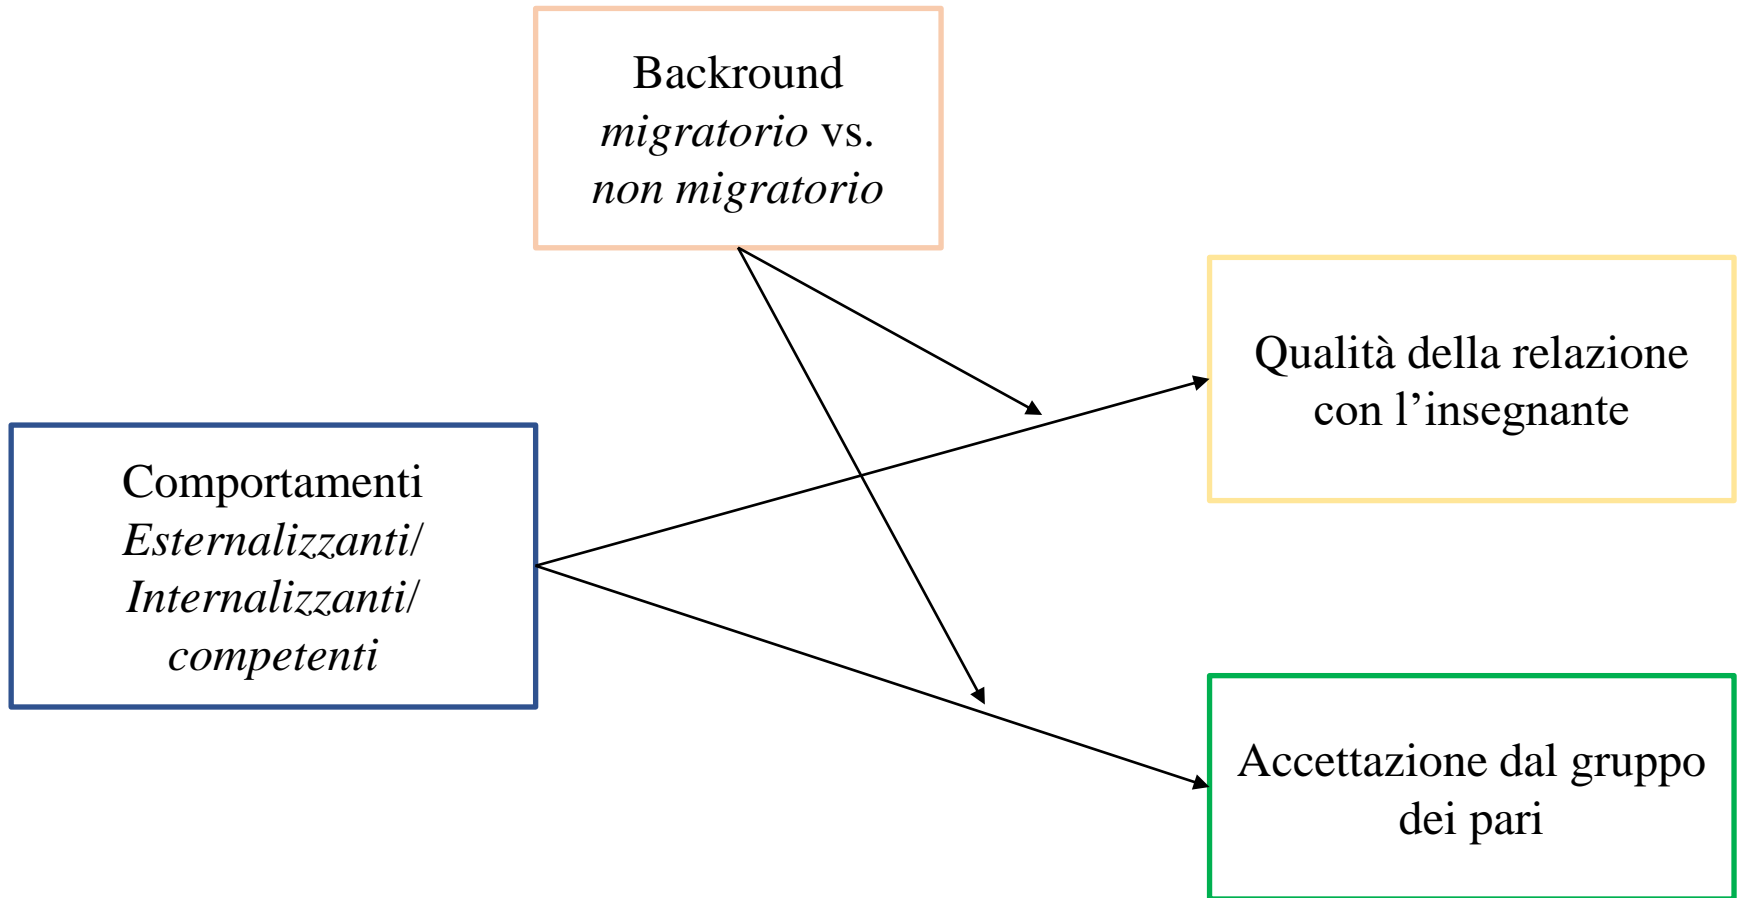 Backround
migratorio vs.
non migratorio
Qualità della relazione
con l’insegnante
Comportamenti
Esternalizzanti/
Internalizzanti/
competenti
Accettazione dal gruppo
dei pari